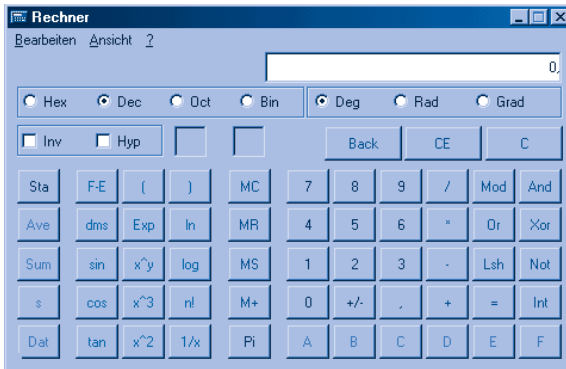 Rechner
Bearbeiten Ansicht ?
0,
Hex Dec Oct Bin Deg Rad Grad
Inv Hyp Back CE C
Sta F-E ( ) MC 7 8 9 / Mod And
Ave dms Exp ln MR 4 5 6 * Or Xor
Sum sin x^y log MS 1 2 3 - Lsh Not
s cos x^3 n! M+ 0 +/- , + = Int
Dat tan x^2 1/x Pi A B C D E F